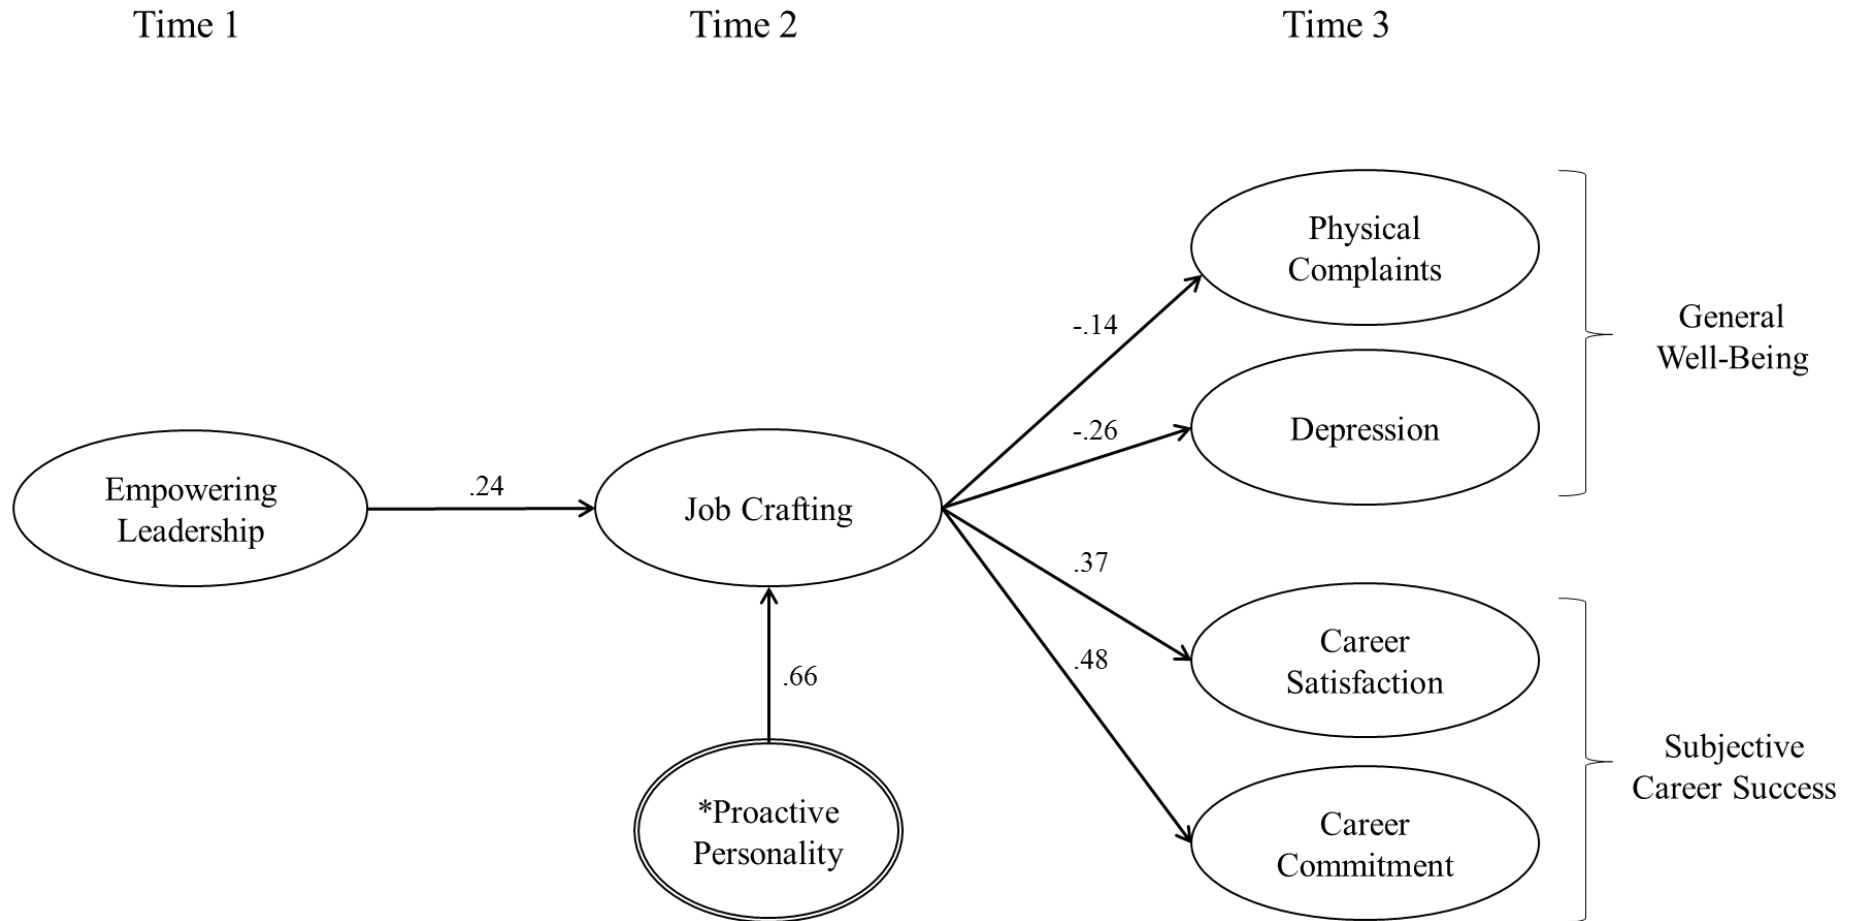 Time 1
Time 2
Time 3
Physical
Complaints
General
Well-Being
-.14
Depression
-.26
Empowering
Leadership
.24
Job Crafting
.37
Career
Satisfaction
.48
.66
Subjective
Career Success
*Proactive
Personality
Career
Commitment